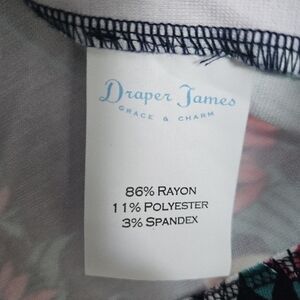 Draper James
GRACE & CHARM
86% RAYON
11% POLYESTER
3% SPANDEX